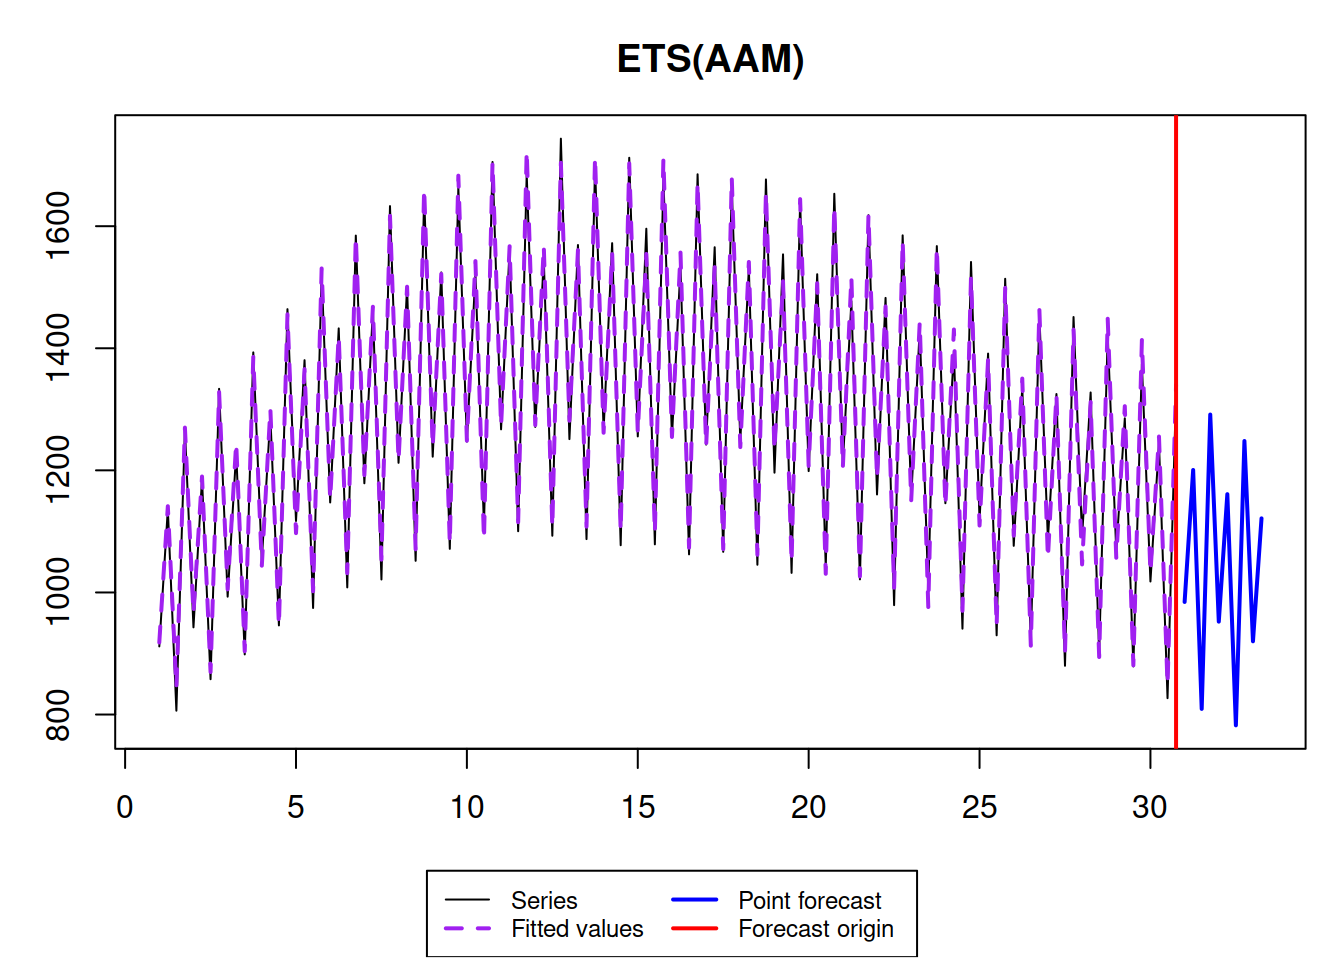 ETS(AAM)
1600
1400
1200
1000
800
0 5 10 15 20 25 30
Series
Fitted values
Point forecast
Forecast origin